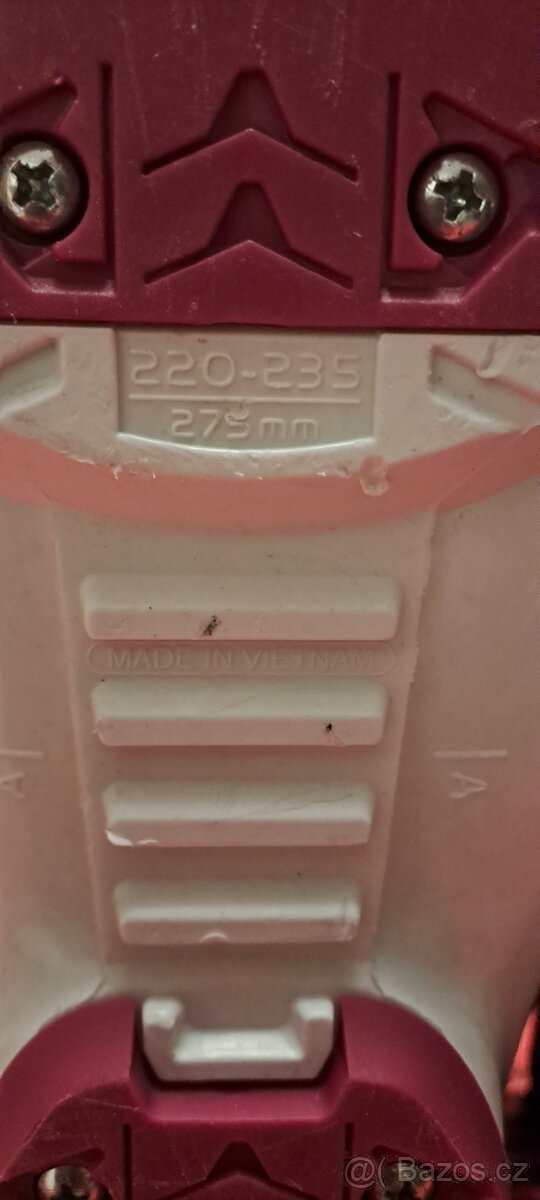 220-235
275mm
MADE IN VIETNAM
A
A
@( Bazos.cz